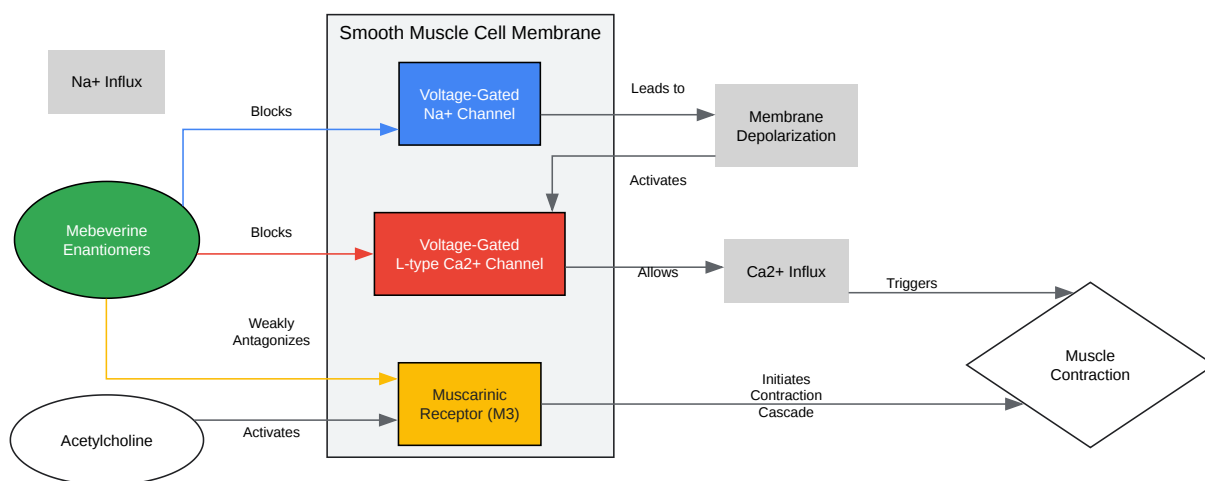 Smooth Muscle Cell Membrane
Na+ Influx
Voltage-Gated
Na+ Channel
Leads to
Membrane
Depolarization
Blocks
Activates
Mebeverine
Enantiomers
Blocks
Voltage-Gated
L-type Ca2+ Channel
Allows
Ca2+ Influx
Triggers
Weakly
Antagonizes
Muscle
Contraction
Muscarinic
Receptor (M3)
Initiates
Contraction
Cascade
Acetylcholine
Activates